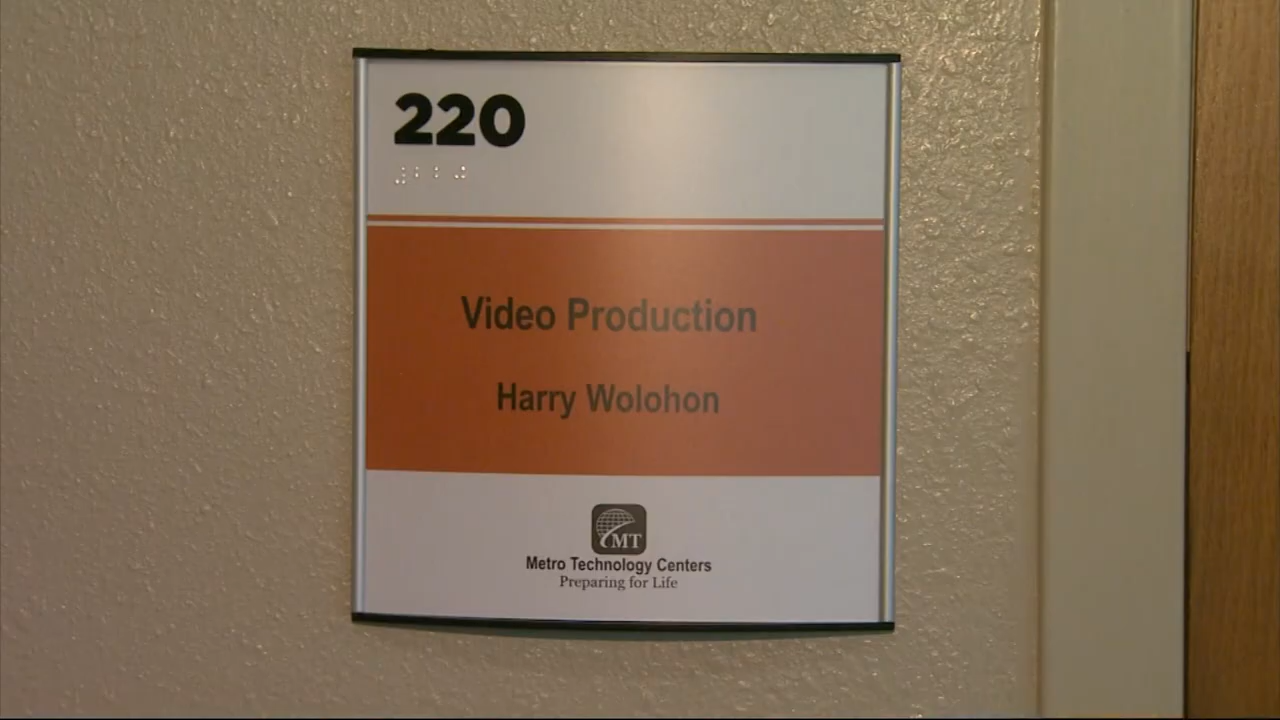 220
⠼⠃⠃⠚
Video Production
Harry Wolohon
MT
Metro Technology Centers
Preparing for Life